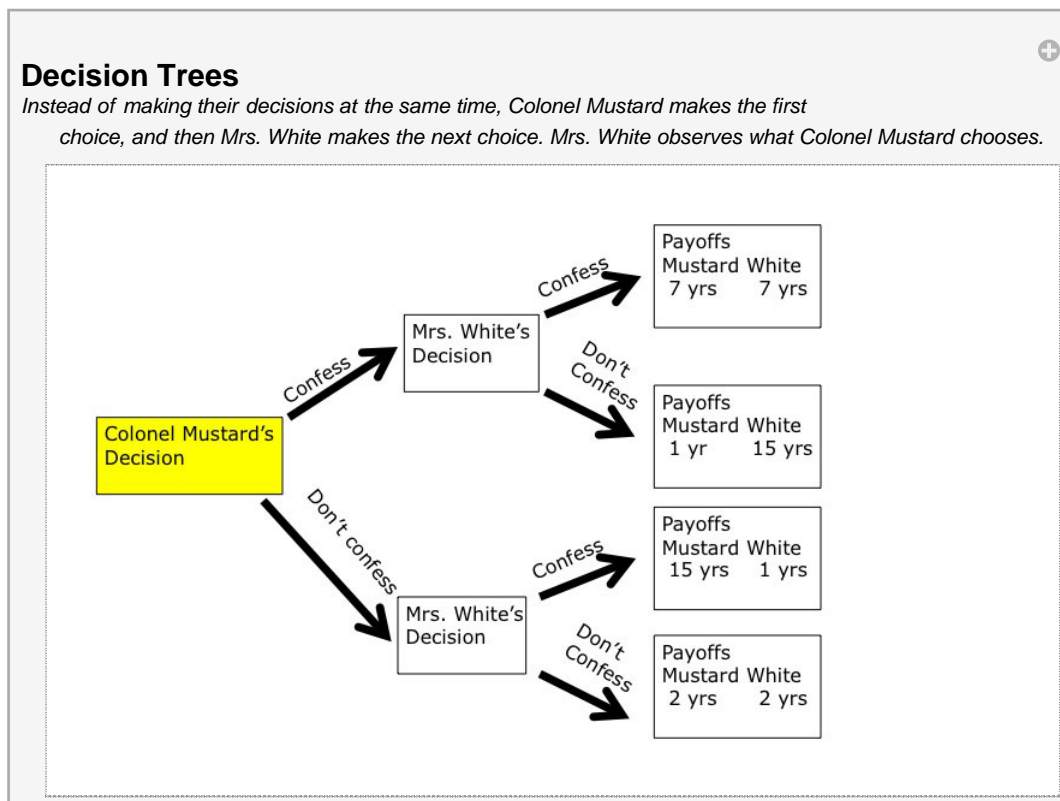 Decision Trees
Instead of making their decisions at the same time, Colonel Mustard makes the first
choice, and then Mrs. White makes the next choice. Mrs. White observes what Colonel Mustard chooses.
Colonel Mustard's
Decision
Confess
Don't confess
Mrs. White's
Decision
Confess
Don't
Confess
Payoffs
Mustard White
7 yrs 7 yrs
Payoffs
Mustard White
1 yr 15 yrs
Mrs. White's
Decision
Confess
Don't
Confess
Payoffs
Mustard White
15 yrs 1 yrs
Payoffs
Mustard White
2 yrs 2 yrs